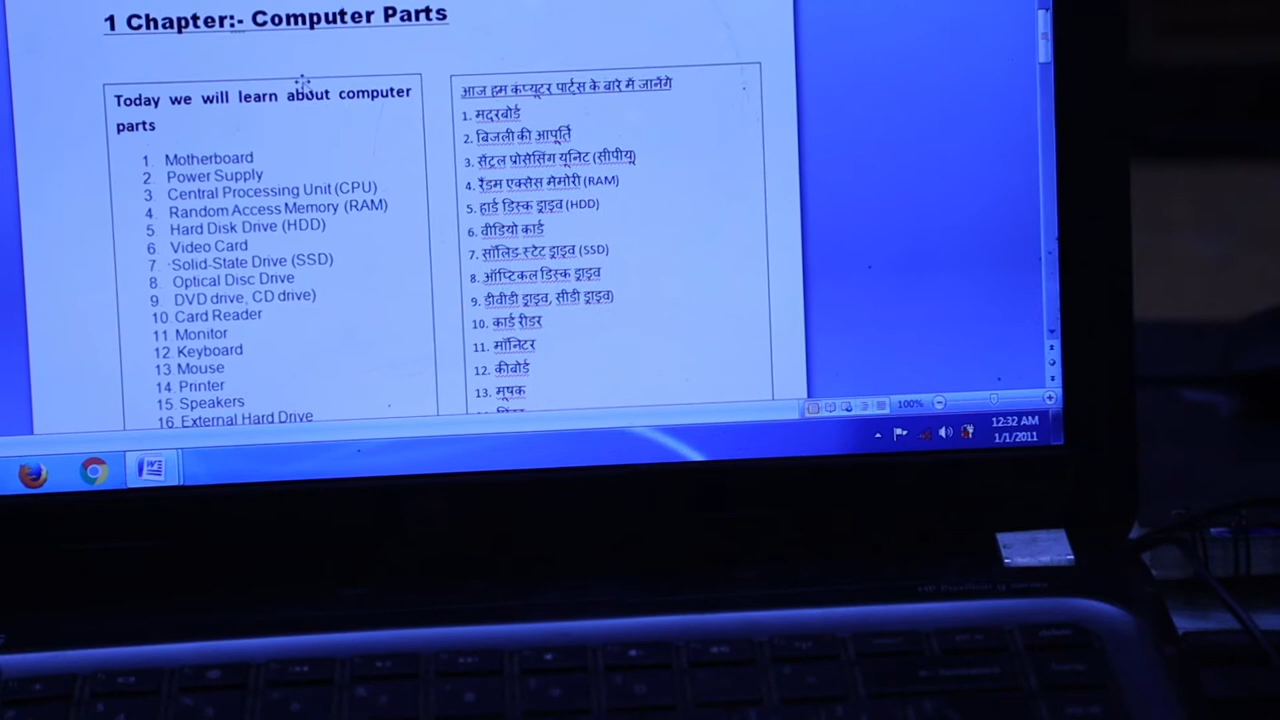 1 Chapter:- Computer Parts
Today we will learn about computer
parts
1. Motherboard
2. Power Supply
3. Central Processing Unit (CPU)
4. Random Access Memory (RAM)
5. Hard Disk Drive (HDD)
6. Video Card
7. Solid-State Drive (SSD)
8. Optical Disc Drive
9. DVD drive, CD drive)
10. Card Reader
11. Monitor
12. Keyboard
13. Mouse
14. Printer
15. Speakers
16. External Hard Drive
आज हम कंप्यूटर पार्ट्स के बारे में जानेंगे
1. मदरबोर्ड
2. बिजली की आपूर्ति
3. सेंट्रल प्रोसेसिंग यूनिट (सीपीयू)
4. रैंडम एक्सेस मेमोरी (RAM)
5. हार्ड डिस्क ड्राइव (HDD)
6. वीडियो कार्ड
7. सॉलिड-स्टेट ड्राइव (SSD)
8. ऑप्टिकल डिस्क ड्राइव
9. डीवीडी ड्राइव, सीडी ड्राइव)
10. कार्ड रीडर
11. मॉनिटर
12. कीबोर्ड
13. मूषक
100%
12:32 AM
1/1/2011